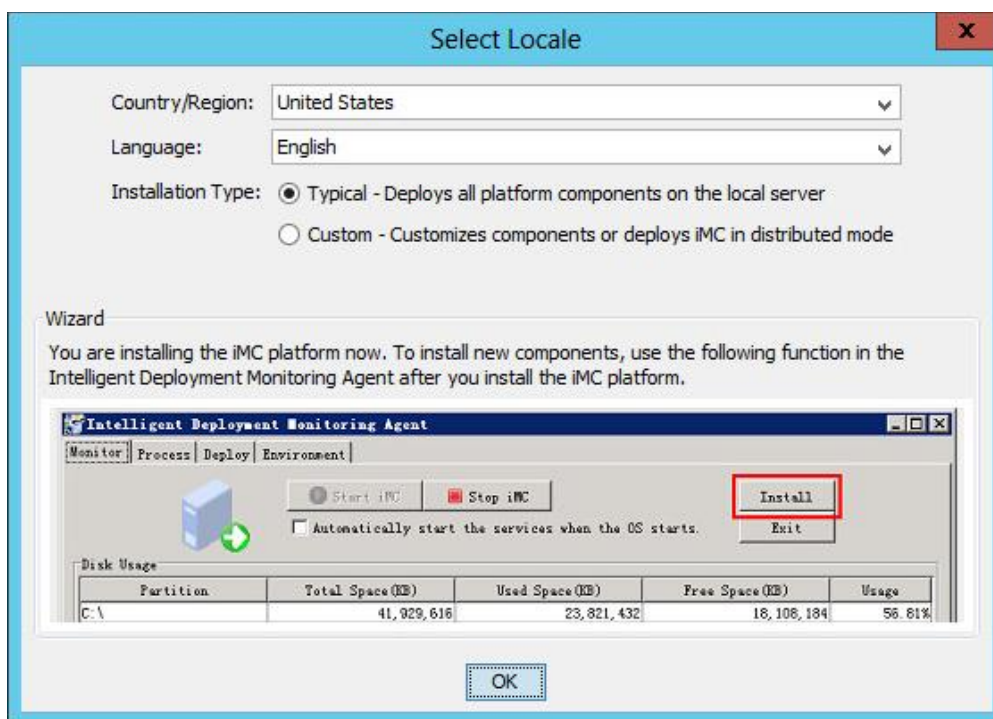 Select Locale
x
Country/Region: United States
Language: English
Installation Type: Typical - Deploys all platform components on the local server
Custom - Customizes components or deploys iMC in distributed mode
Wizard
You are installing the iMC platform now. To install new components, use the following function in the
Intelligent Deployment Monitoring Agent after you install the iMC platform.
Intelligent Deployment Monitoring Agent
Monitor Process Deploy Environment
Start iMC Stop iMC Install
Automatically start the services when the OS starts. Exit
Disk Usage
Partition Total Space(KB) Used Space(KB) Free Space(KB) Usage
C:\ 41,929,616 23,821,432 18,108,184 56.81%
OK